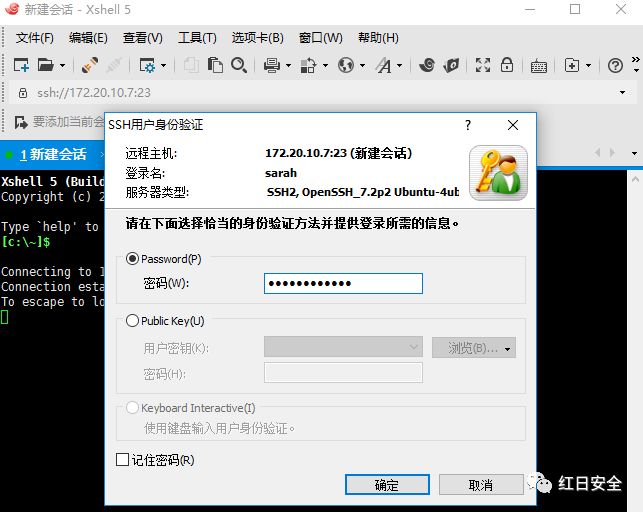 新建会话 - Xshell 5
文件(F) 编辑(E) 查看(V) 工具(T) 选项卡(B) 窗口(W) 帮助(H)
ssh://172.20.10.7:23
要添加当前会
1 新建会话
Xshell 5 (Build
Copyright (c) 2
Type `help' to
[c:\~]$
Connecting to 1
Connection esta
To escape to lo
SSH用户身份验证
远程主机: 172.20.10.7:23 (新建会话)
登录名: sarah
服务器类型: SSH2, OpenSSH_7.2p2 Ubuntu-4ub
请在下面选择恰当的身份验证方法并提供登录所需的信息。
Password(P)
密码(W): ••••••••••••
Public Key(U)
用户密钥(K): 浏览(B)...
密码(H):
Keyboard Interactive(I)
使用键盘输入用户身份验证。
记住密码(R)
确定 取消
红日安全